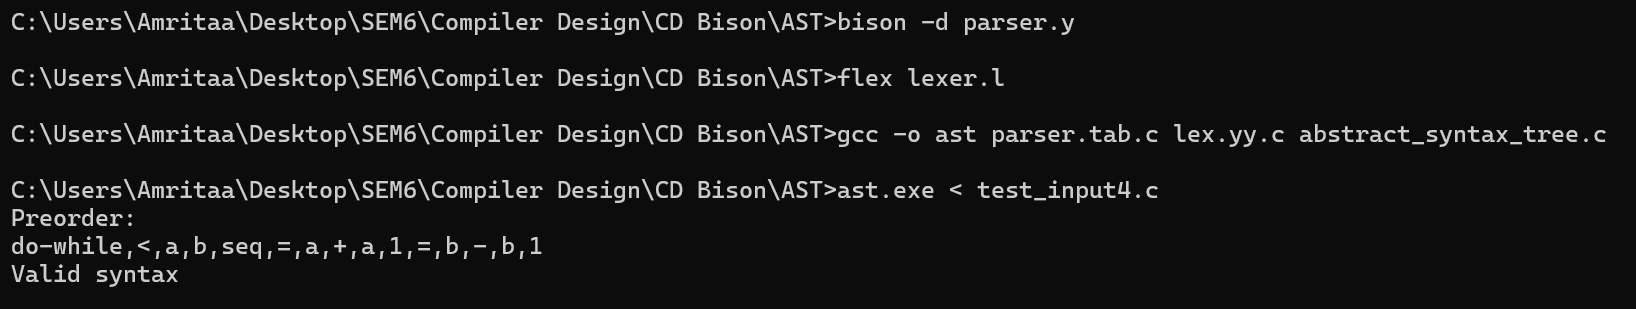 C:\Users\Amritaa\Desktop\SEM6\Compiler Design\CD Bison\AST>bison -d parser.y
C:\Users\Amritaa\Desktop\SEM6\Compiler Design\CD Bison\AST>flex lexer.l
C:\Users\Amritaa\Desktop\SEM6\Compiler Design\CD Bison\AST>gcc -o ast parser.tab.c lex.yy.c abstract_syntax_tree.c
C:\Users\Amritaa\Desktop\SEM6\Compiler Design\CD Bison\AST>ast.exe < test_input4.c
Preorder:
do-while,<,a,b,seq,=,a,+,a,1,=,b,-,b,1
Valid syntax